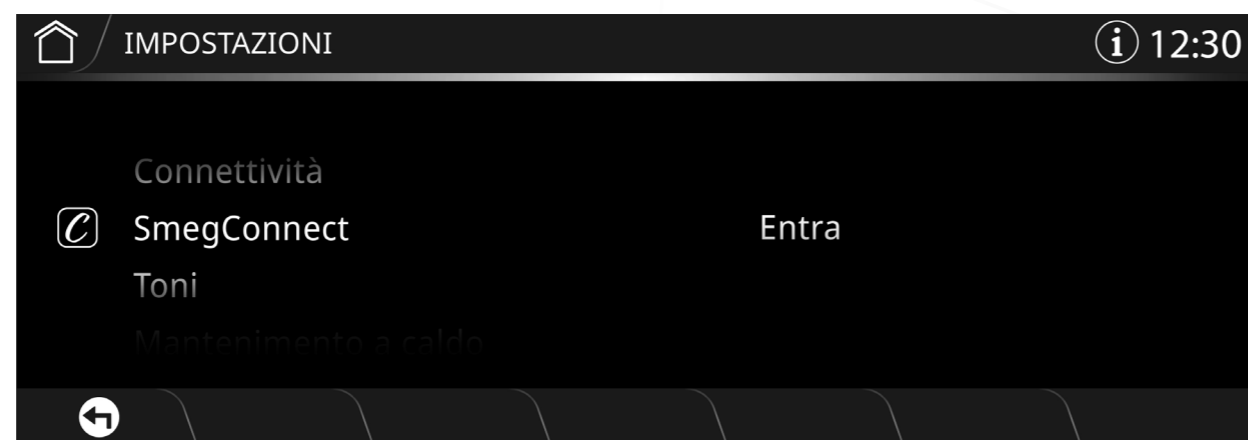 IMPOSTAZIONI
i 12:30
Connettività
C SmegConnect Entra
Toni
Mantenimento a caldo